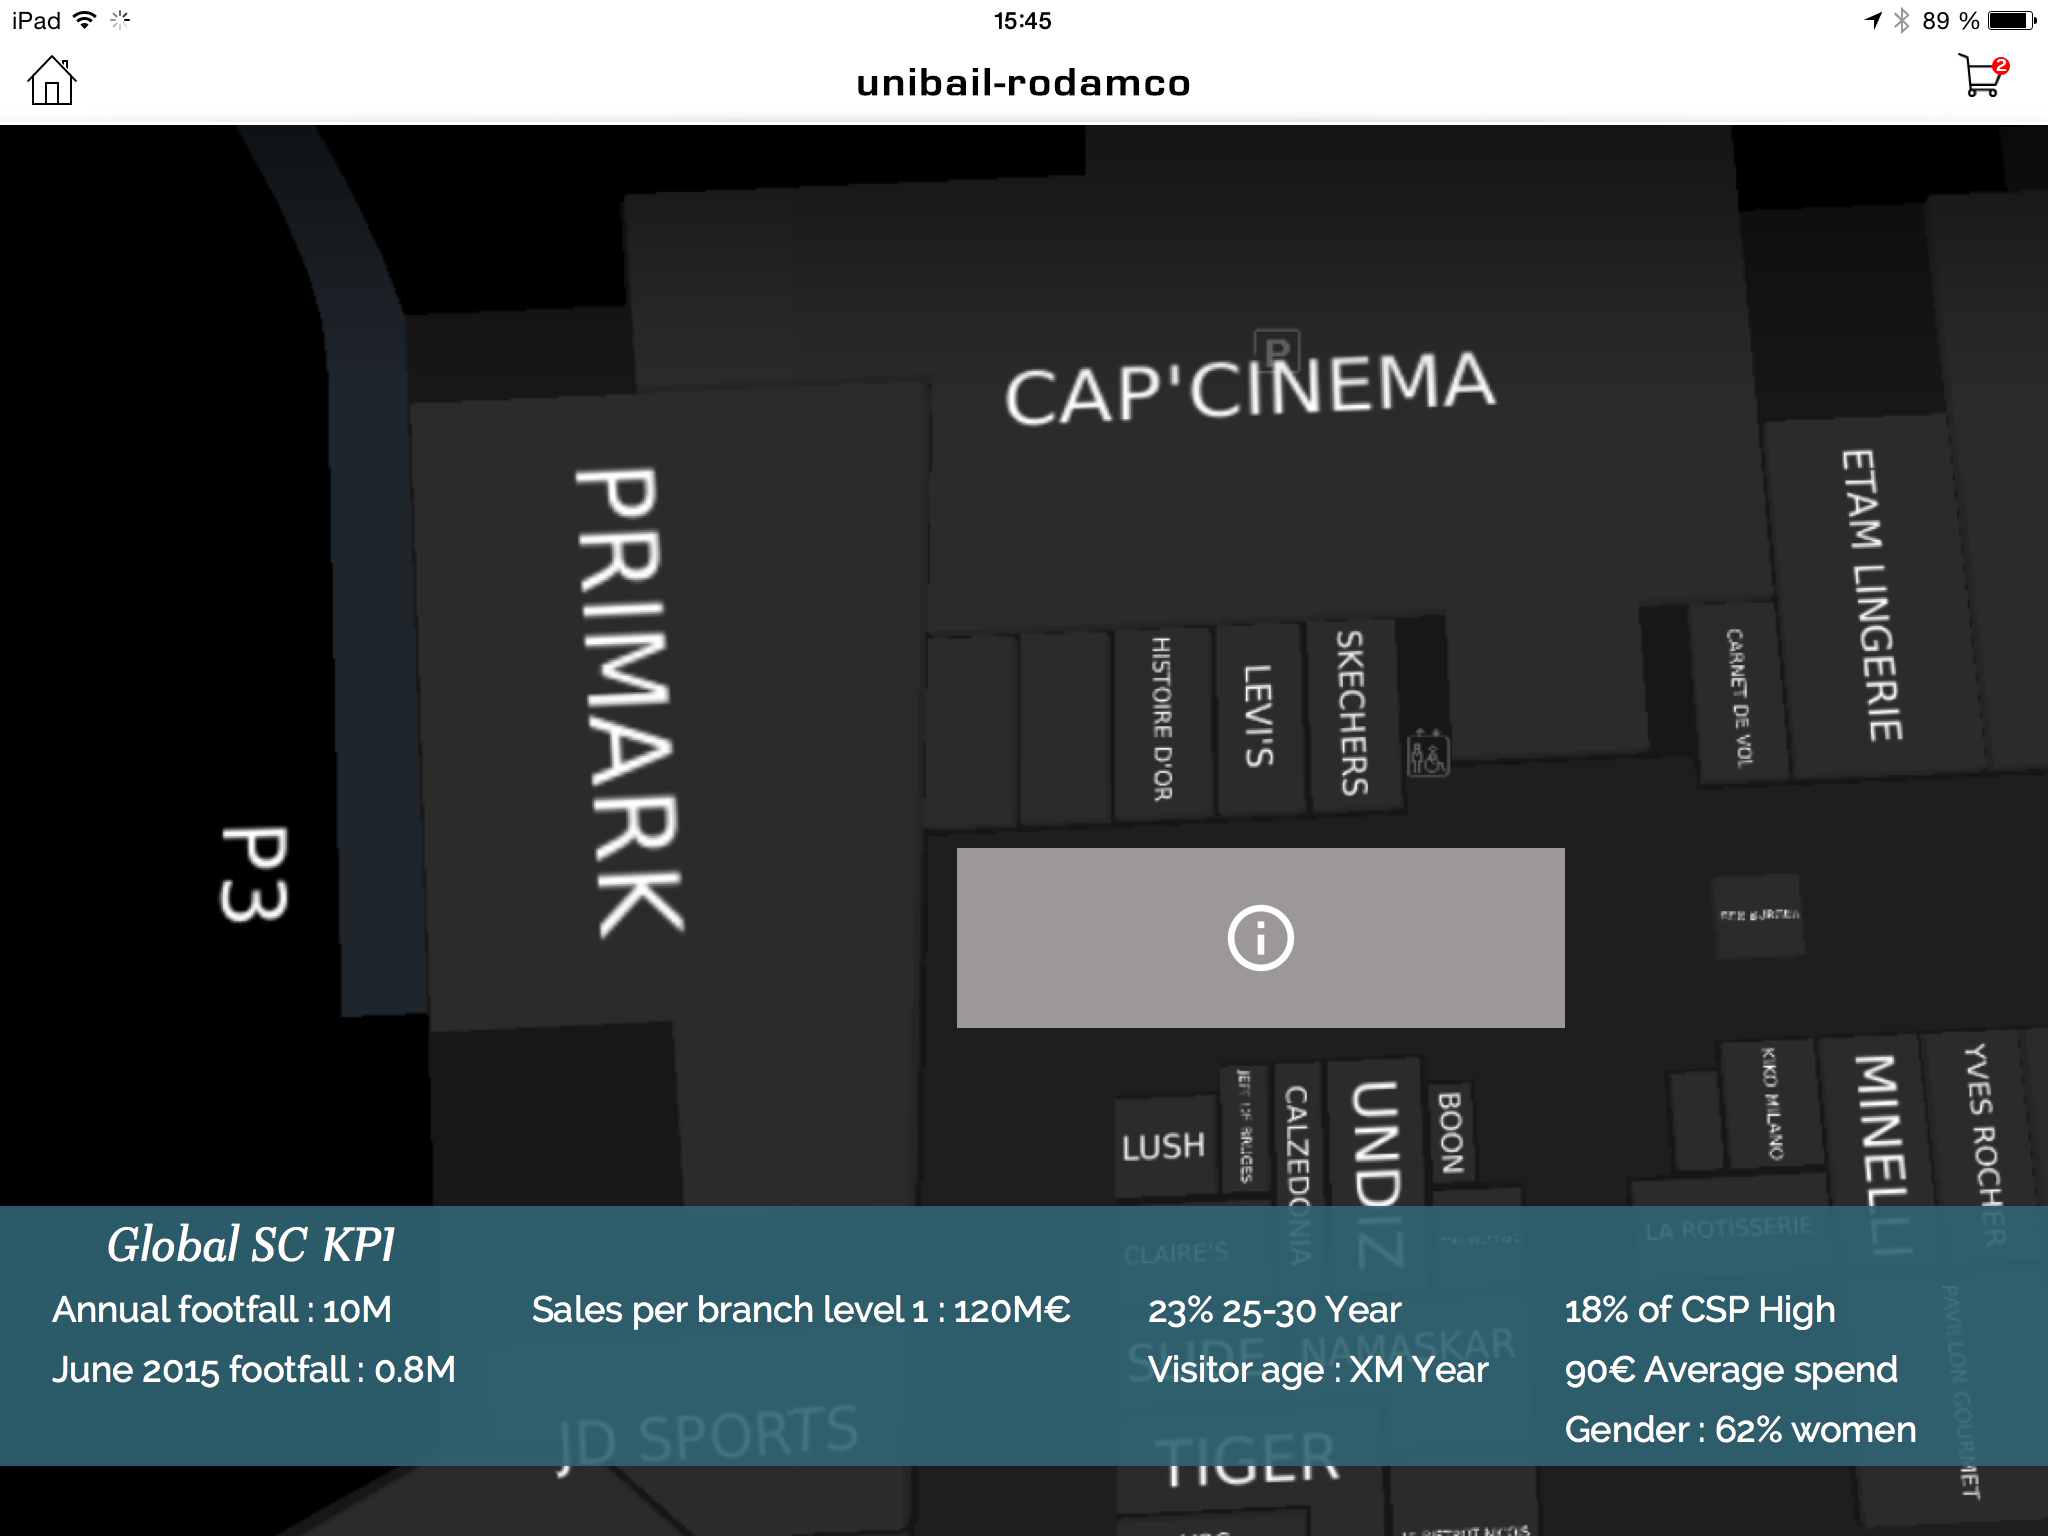 iPad
15:45
89 %
unibail-rodamco
2
P
CAP'CINEMA
PRIMARK
ETAM LINGERIE
HISTOIRE D'OR
LEVI'S
SKECHERS
CARNET DE VOL
P3
LUSH
JEFF DE BRUGES
CALZEDONIA
UNDIZ
BOON
KIKO MILANO
MINELLI
YVES ROCHER
CLAIRE'S
LA ROTISSERIE
Global SC KPI
Annual footfall : 10M
Sales per branch level 1 : 120M€
23% 25-30 Year
18% of CSP High
June 2015 footfall : 0.8M
Visitor age : XM Year
90€ Average spend
Gender : 62% women
NAMASKAR
PAVILLON GOURMET
JD SPORTS
TIGER